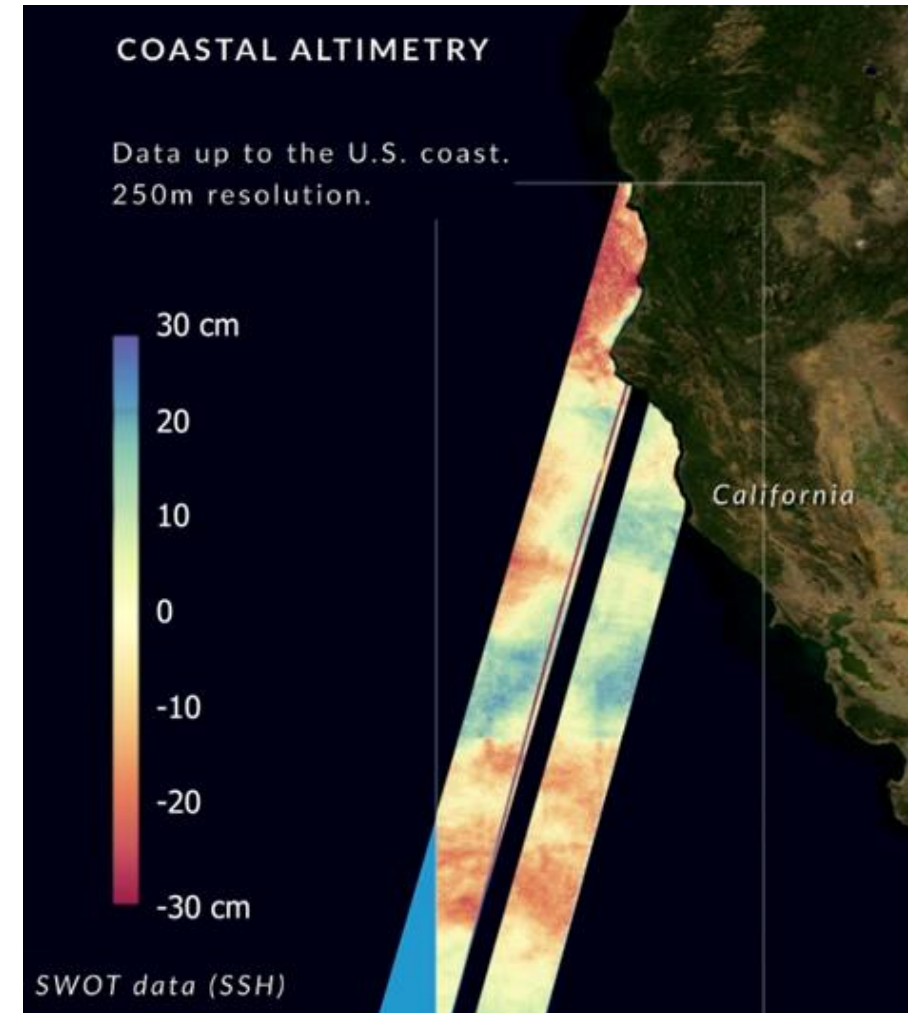 COASTAL ALTIMETRY
Data up to the U.S. coast.
250m resolution.
30 cm
20
10
0
-10
-20
-30 cm
California
SWOT data (SSH)